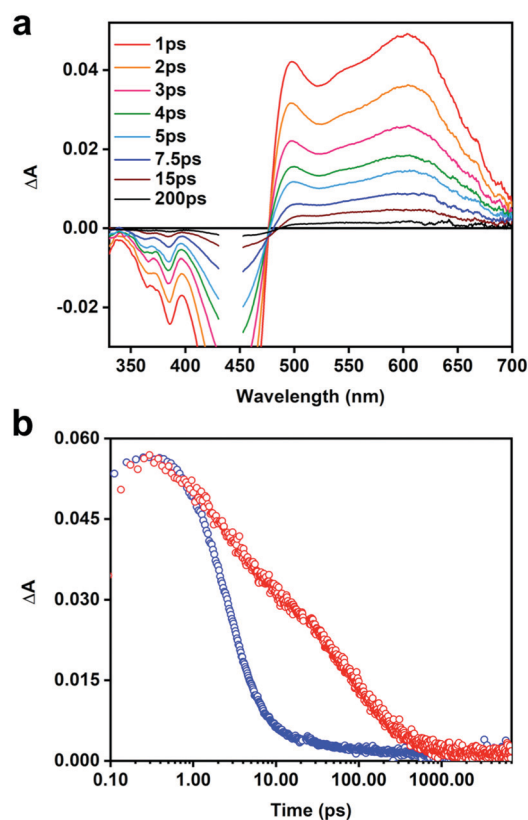 a
1ps
2ps
3ps
4ps
5ps
7.5ps
15ps
200ps
ΔA
0.04
0.02
0.00
-0.02
350 400 450 500 550 600 650 700
Wavelength (nm)
b
ΔA
0.060
0.045
0.030
0.015
0.000
0.10 1.00 10.00 100.00 1000.00
Time (ps)